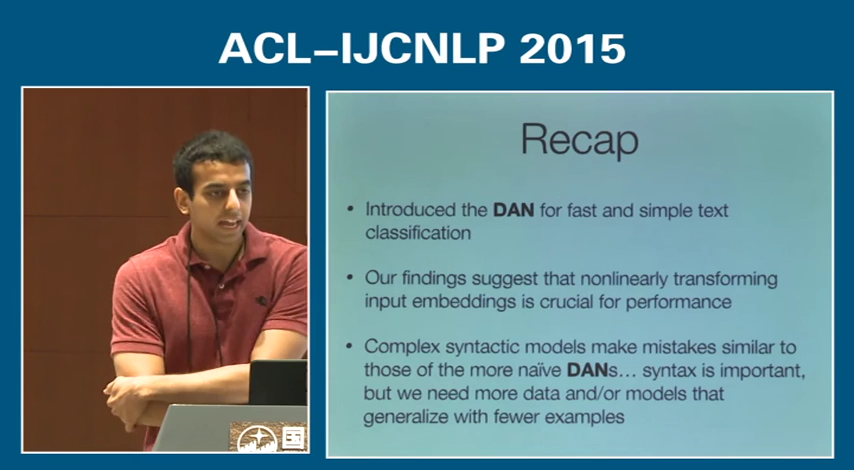 ACL–IJCNLP 2015
Recap
• Introduced the DAN for fast and simple text
classification
• Our findings suggest that nonlinearly transforming
input embeddings is crucial for performance
• Complex syntactic models make mistakes similar to
those of the more naïve DANs... syntax is important,
but we need more data and/or models that
generalize with fewer examples
国